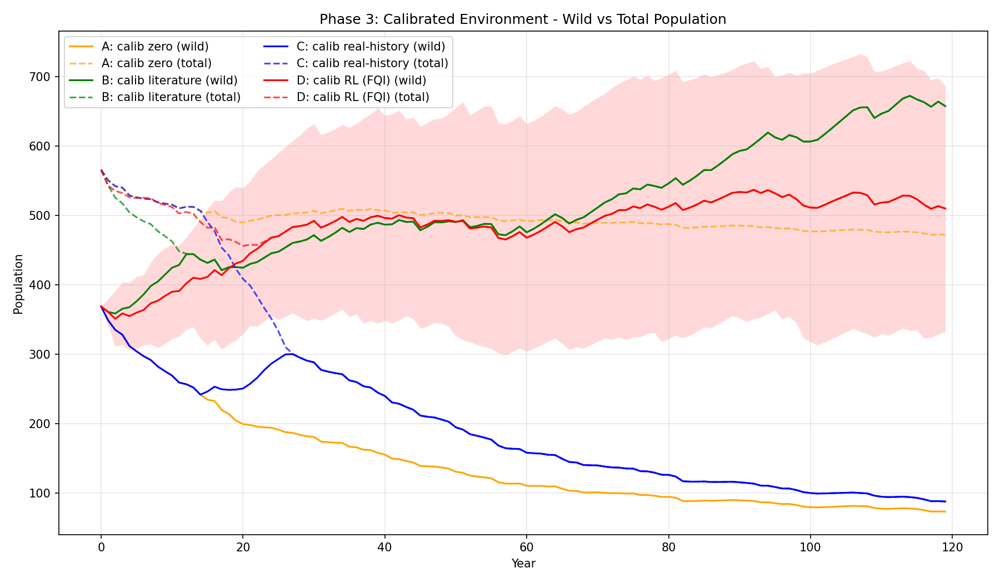 Phase 3: Calibrated Environment - Wild vs Total Population
A: calib zero (wild)
A: calib zero (total)
B: calib literature (wild)
B: calib literature (total)
C: calib real-history (wild)
C: calib real-history (total)
D: calib RL (FQI) (wild)
D: calib RL (FQI) (total)
Population
700
600
500
400
300
200
100
0 20 40 60 80 100 120
Year